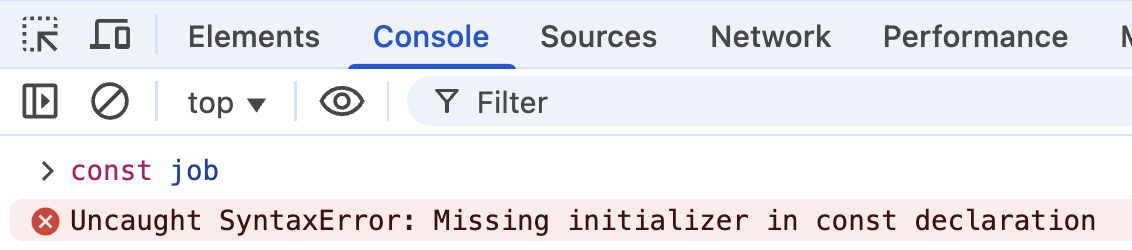 Elements Console Sources Network Performance
top Filter
const job
Uncaught SyntaxError: Missing initializer in const declaration